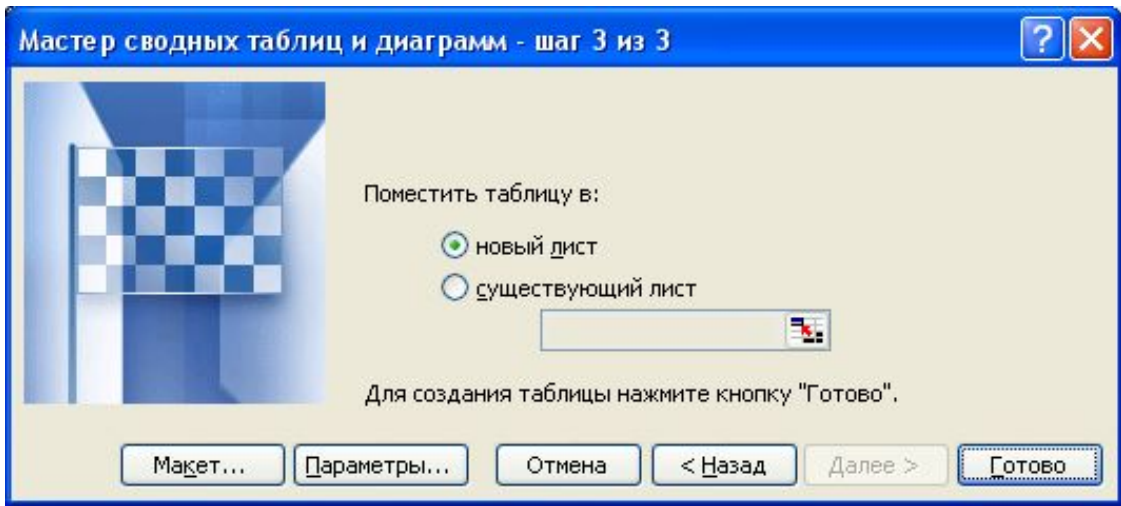 Мастер сводных таблиц и диаграмм - шаг 3 из 3
Поместить таблицу в:
новый лист
существующий лист
Для создания таблицы нажмите кнопку "Готово".
Макет... Параметры... Отмена < Назад Далее > Готово